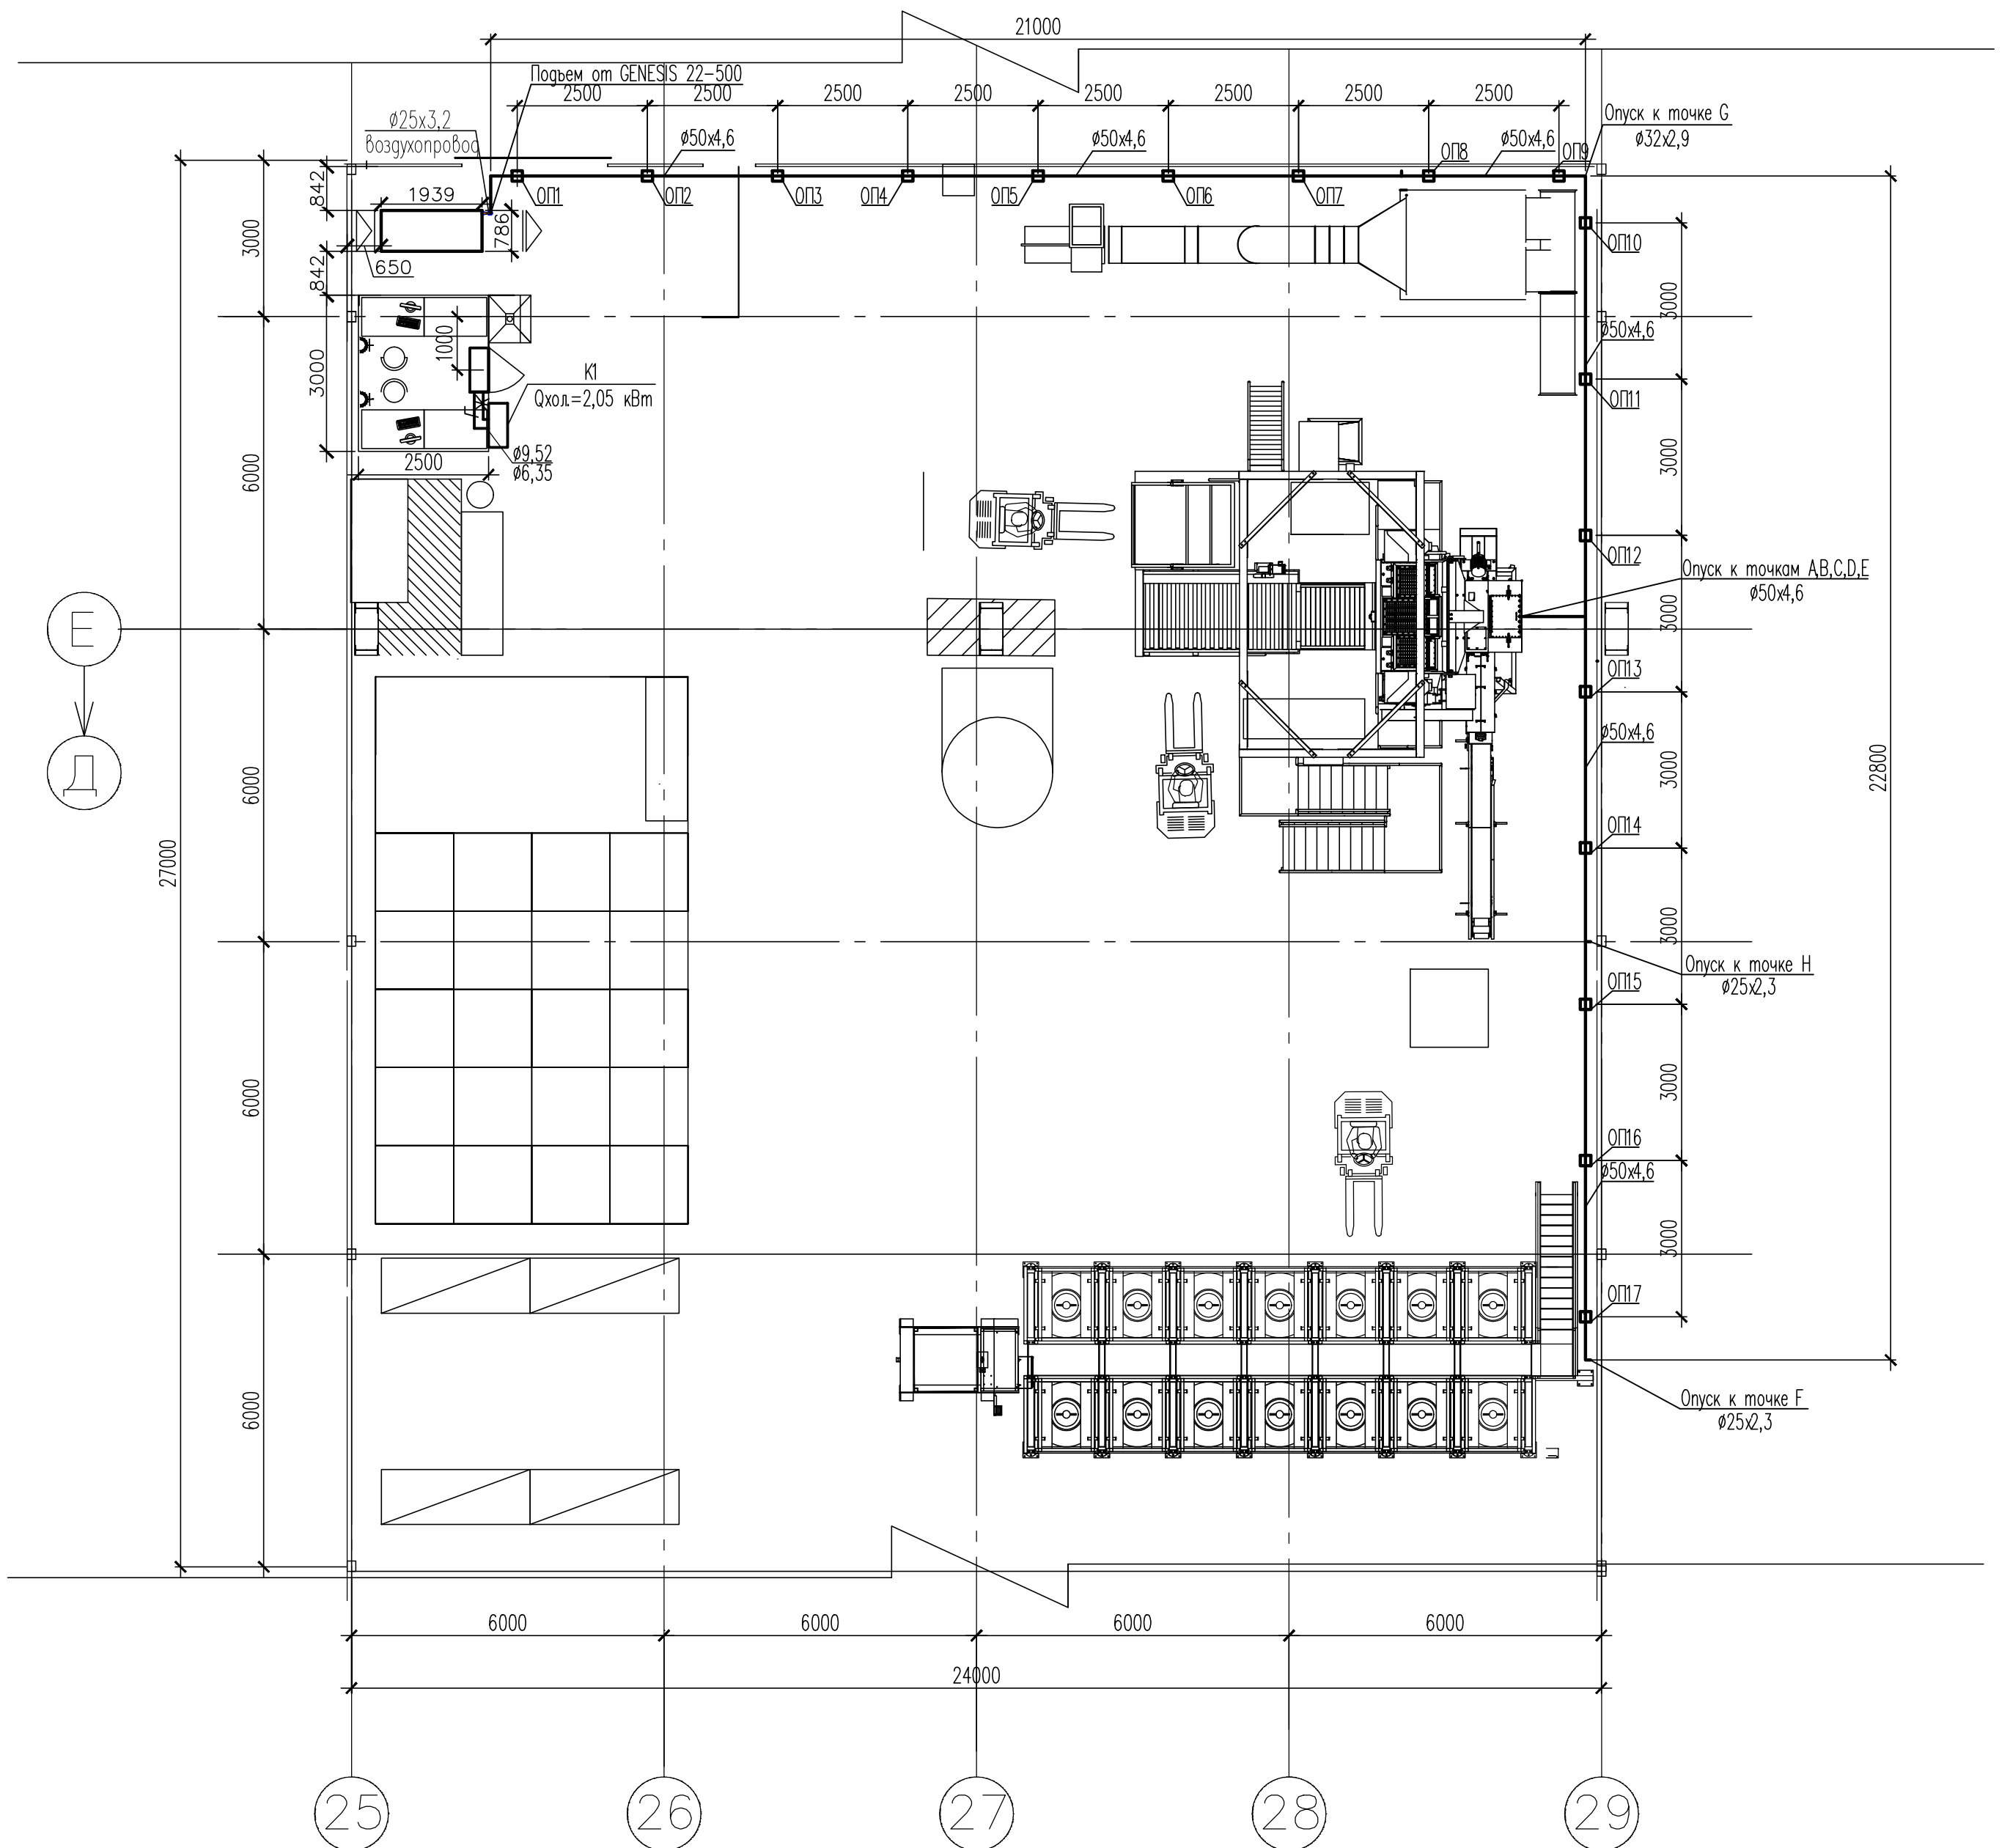 21000
Подъем от GENESIS 22-500
2500
2500
2500
2500
2500
2500
2500
2500
Опуск к точке G
ø32x2,9
ø25x3,2
воздухопровод
ø50x4,6
ø50x4,6
ø50x4,6
ОП1
ОП2
ОП3
ОП4
ОП5
ОП6
ОП7
ОП8
ОП9
842
1939
786
650
842
3000
3000
1000
К1
Qхол.=2,05 кВт
ø9,52
ø6,35
2500
6000
ОП10
3000
ø50x4,6
ОП11
3000
ОП12
Опуск к точкам A,B,C,D,E
ø50x4,6
3000
Е
Д
ОП13
ø50x4,6
3000
6000
22800
27000
ОП14
3000
Опуск к точке H
ø25x2,3
ОП15
3000
6000
ОП16
ø50x4,6
3000
ОП17
Опуск к точке F
ø25x2,3
6000
6000
6000
6000
6000
24000
25
26
27
28
29